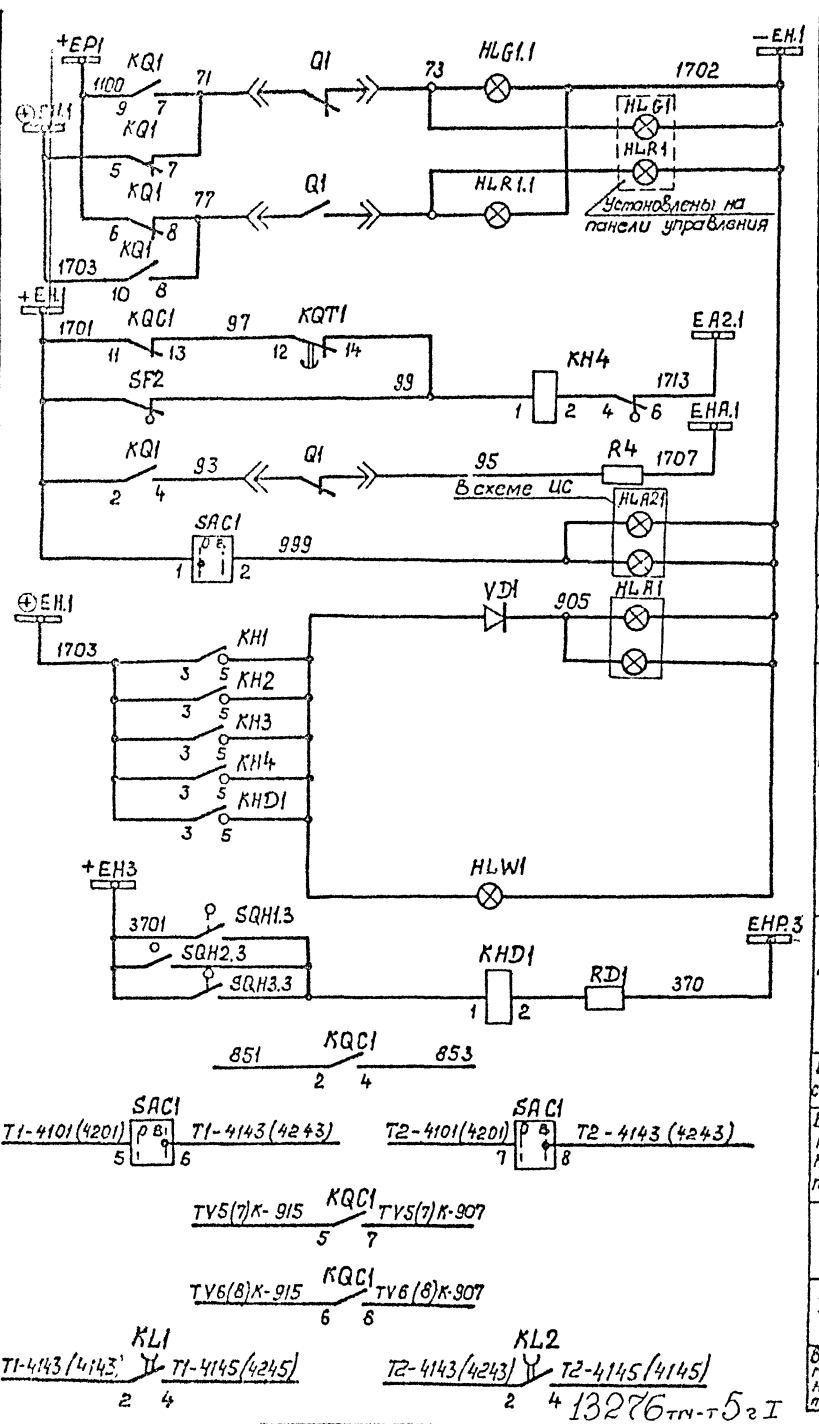 +EP1
-EH.1
KQ1 71 Q1 73 HLG1.1 1702
1100
9 7
HLG1
KQ1
HLR1
5 7
KQ1 77 Q1 HLR1.1
Установлены на
панели управления
6 8
KQ1
1703
10 8
+EH.1
1701 KQC1 97 KQT1 EA2.1
11 13 12 14
KH4
SF2 99 1713
1 2 4 6
EHA.1
KQ1 93 Q1 95 R4 1707
2 4
В схеме ЦС
HLA21
SAC1
О В1
999
1 2
HLA1
⊕EH.1
VD1 905
1703 KH1
3 5
KH2
3 5
KH3
3 5
KH4
3 5
KHD1
3 5
HLW1
+EH3
3701 SQH1.3
EHP.3
SQH2.3
SQH3.3
KHD1 RD1 370
1 2
851 KQC1 853
2 4
SAC1 SAC1
T1-4101(4201) О В1 T1-4143(4243) T2-4101(4201) О В1 T2-4143(4243)
5 6 7 8
TV5(7)К-915 KQC1 TV5(7)К-907
5 7
TV6(8)К-915 KQC1 TV6(8)К-907
6 8
KL1 KL2
T1-4143(4143) T1-4145(4245) T2-4143(4243) T2-4145(4145)
2 4 2 4
13276тм-т5 г I